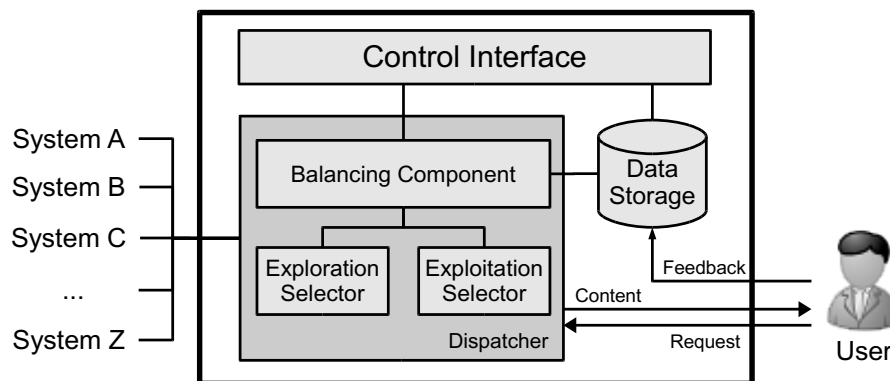 Control Interface
System A
System B
System C
...
System Z
Balancing Component
Data
Storage
Exploration
Selector
Exploitation
Selector
Dispatcher
Feedback
Content
Request
User